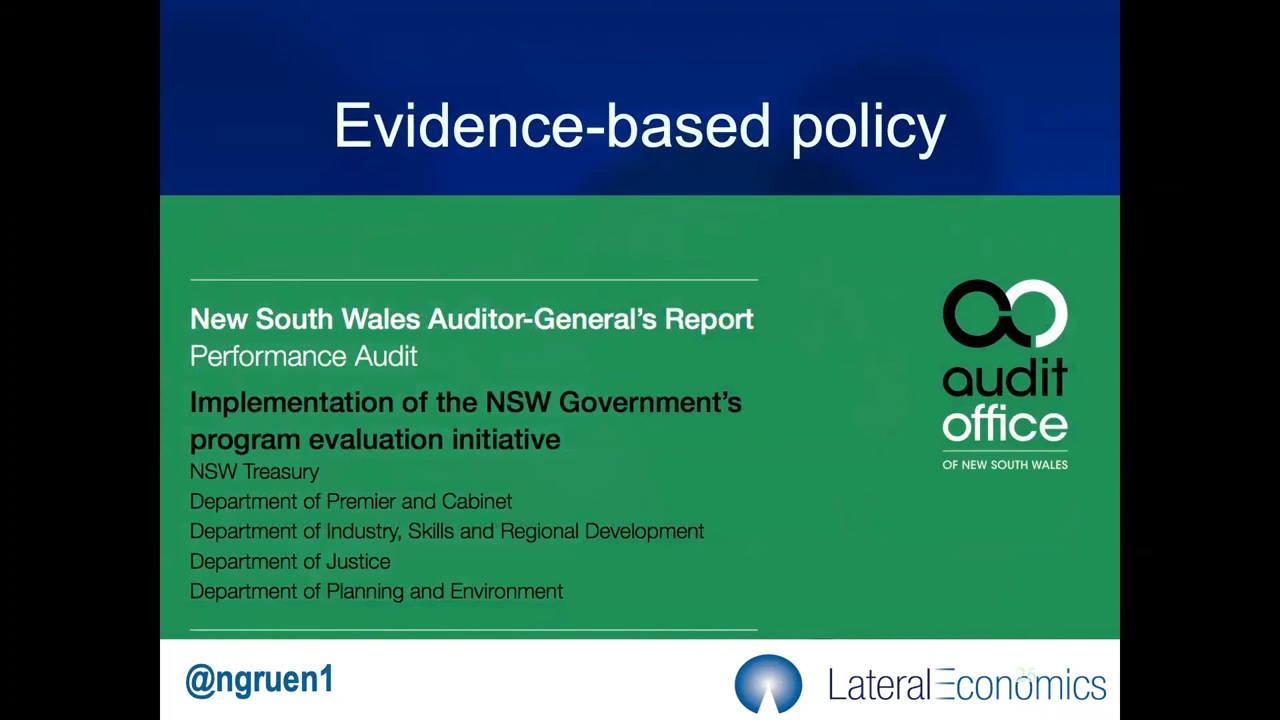 Evidence-based policy
New South Wales Auditor-General's Report
Performance Audit
Implementation of the NSW Government's
program evaluation initiative
NSW Treasury
Department of Premier and Cabinet
Department of Industry, Skills and Regional Development
Department of Justice
Department of Planning and Environment
audit
office
OF NEW SOUTH WALES
@ngruen1
LateralEconomics
26